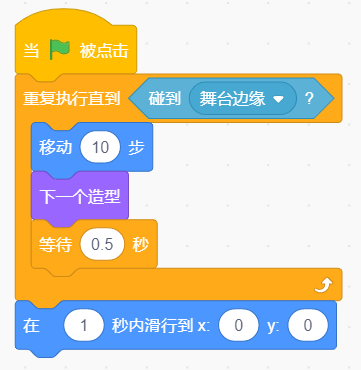 当 被点击
重复执行直到 碰到 舞台边缘 ?
移动 10 步
下一个造型
等待 0.5 秒
在 1 秒内滑行到 x: 0 y: 0